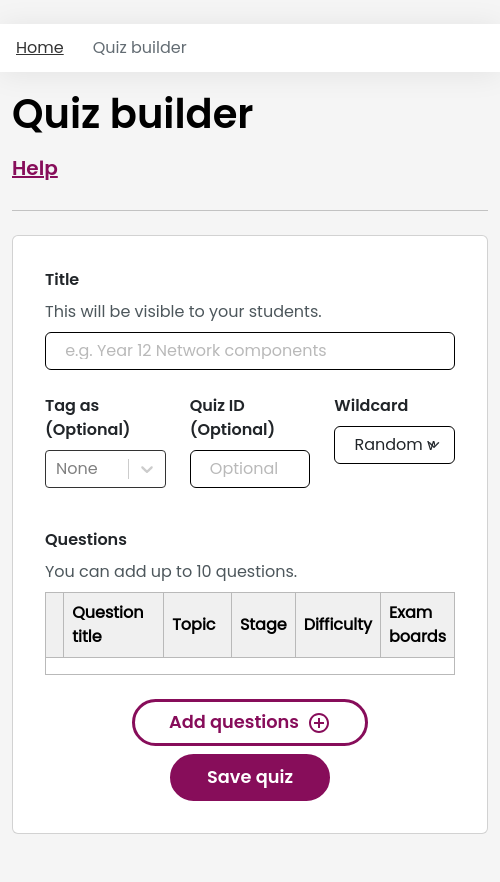 Home Quiz builder
Quiz builder
Help
Title
This will be visible to your students.
e.g. Year 12 Network components
Tag as (Optional)
None
Quiz ID (Optional)
Optional
Wildcard
Random
Questions
You can add up to 10 questions.
Question title Topic Stage Difficulty Exam boards
Add questions
Save quiz